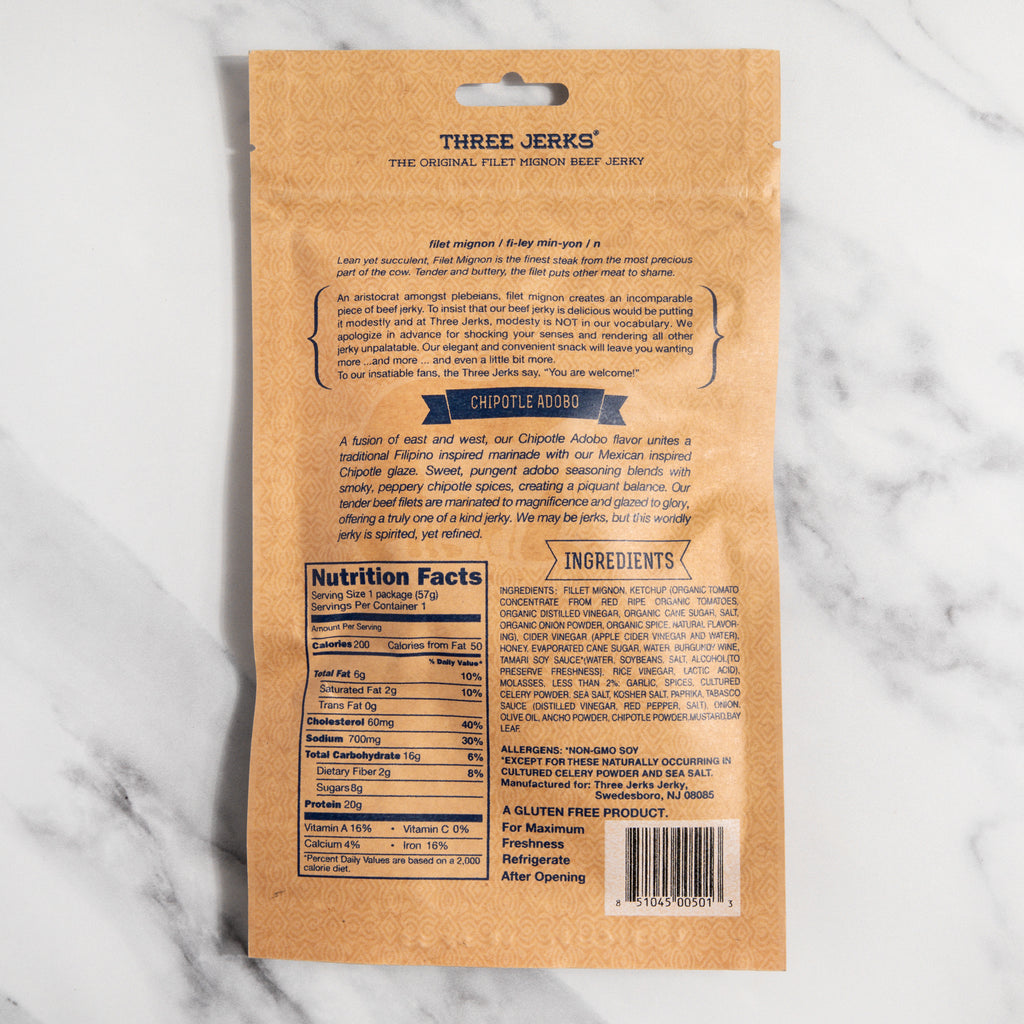 THREE JERKS®
THE ORIGINAL FILET MIGNON BEEF JERKY
filet mignon / fi-ley min-yon / n
Lean yet succulent, Filet Mignon is the finest steak from the most precious
part of the cow. Tender and buttery, the filet puts other meat to shame.
An aristocrat amongst plebeians, filet mignon creates an incomparable
piece of beef jerky. To insist that our beef jerky is delicious would be putting
it modestly and at Three Jerks, modesty is NOT in our vocabulary. We
apologize in advance for shocking your senses and rendering all other
jerky unpalatable. Our elegant and convenient snack will leave you wanting
more ...and more ... and even a little bit more.
To our insatiable fans, the Three Jerks say, "You are welcome!"
CHIPOTLE ADOBO
A fusion of east and west, our Chipotle Adobo flavor unites a
traditional Filipino inspired marinade with our Mexican inspired
Chipotle glaze. Sweet, pungent adobo seasoning blends with
smoky, peppery chipotle spices, creating a piquant balance. Our
tender beef filets are marinated to magnificence and glazed to glory,
offering a truly one of a kind jerky. We may be jerks, but this worldly
jerky is spirited, yet refined.
Nutrition Facts
Serving Size 1 package (57g)
Servings Per Container 1
Amount Per Serving
Calories 200 Calories from Fat 50
% Daily Value*
Total Fat 6g 10%
Saturated Fat 2g 10%
Trans Fat 0g
Cholesterol 60mg 40%
Sodium 700mg 30%
Total Carbohydrate 16g 6%
Dietary Fiber 2g 8%
Sugars 8g
Protein 20g
Vitamin A 16% • Vitamin C 0%
Calcium 4% • Iron 16%
*Percent Daily Values are based on a 2,000
calorie diet.
INGREDIENTS
INGREDIENTS: FILLET MIGNON, KETCHUP (ORGANIC TOMATO
CONCENTRATE FROM RED RIPE ORGANIC TOMATOES,
ORGANIC DISTILLED VINEGAR, ORGANIC CANE SUGAR, SALT,
ORGANIC ONION POWDER, ORGANIC SPICE, NATURAL FLAVOR-
ING), CIDER VINEGAR (APPLE CIDER VINEGAR AND WATER),
HONEY, EVAPORATED CANE SUGAR, WATER, BURGUNDY WINE,
TAMARI SOY SAUCE*(WATER, SOYBEANS, SALT, ALCOHOL[TO
PRESERVE FRESHNESS], RICE VINEGAR, LACTIC ACID),
MOLASSES. LESS THAN 2%: GARLIC, SPICES, CULTURED
CELERY POWDER, SEA SALT, KOSHER SALT, PAPRIKA, TABASCO
SAUCE (DISTILLED VINEGAR, RED PEPPER, SALT), ONION,
OLIVE OIL, ANCHO POWDER, CHIPOTLE POWDER,MUSTARD,BAY
LEAF.
ALLERGENS: *NON-GMO SOY
*EXCEPT FOR THESE NATURALLY OCCURRING IN
CULTURED CELERY POWDER AND SEA SALT.
Manufactured for: Three Jerks Jerky,
Swedesboro, NJ 08085
A GLUTEN FREE PRODUCT.
For Maximum
Freshness
Refrigerate
After Opening
8 51045 00501 3